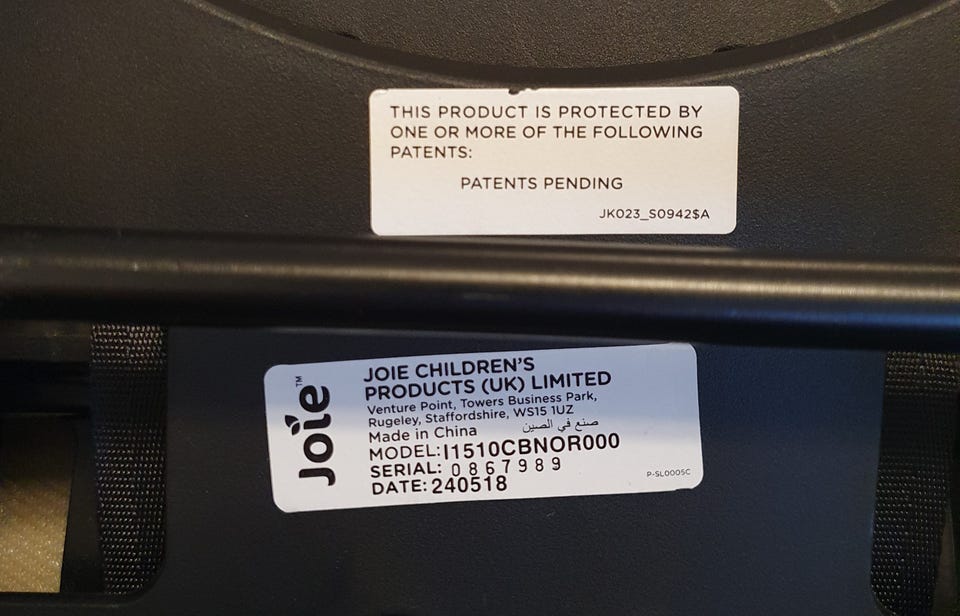 THIS PRODUCT IS PROTECTED BY
ONE OR MORE OF THE FOLLOWING
PATENTS:
PATENTS PENDING
JK023_S0942$A
Joie™
JOIE CHILDREN'S
PRODUCTS (UK) LIMITED
Venture Point, Towers Business Park,
Rugeley, Staffordshire, WS15 1UZ
Made in China صنع في الصين
MODEL:I1510CBNOR000
SERIAL: 0867989
DATE: 240518
P-SL0005C